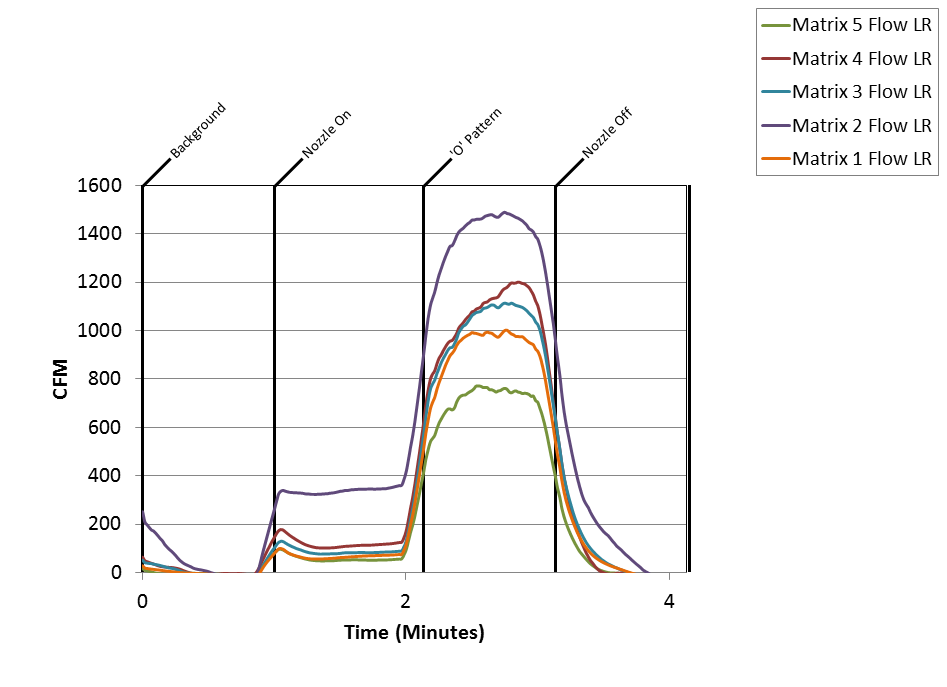 Matrix 5 Flow LR
Matrix 4 Flow LR
Matrix 3 Flow LR
Matrix 2 Flow LR
Matrix 1 Flow LR
Background
Nozzle On
'O' Pattern
Nozzle Off
1600
1400
1200
1000
800
600
400
200
0
CFM
0 2 4
Time (Minutes)